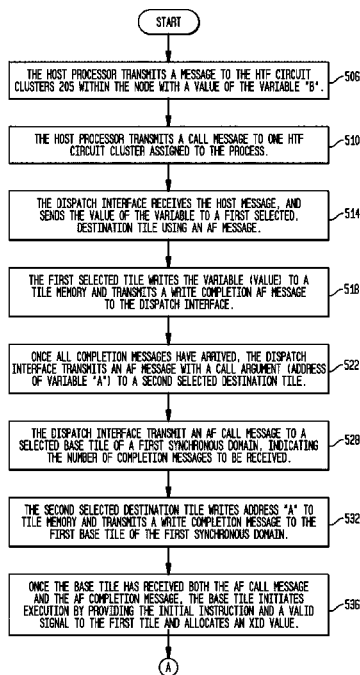 START
THE HOST PROCESSOR TRANSMITS A MESSAGE TO THE HTF CIRCUIT
CLUSTERS 205 WITHIN THE NODE WITH A VALUE OF THE VARIABLE "B".
506
THE HOST PROCESSOR TRANSMITS A CALL MESSAGE TO ONE HTF
CIRCUIT CLUSTER ASSIGNED TO THE PROCESS.
510
THE DISPATCH INTERFACE RECEIVES THE HOST MESSAGE, AND
SENDS THE VALUE OF THE VARIABLE TO A FIRST SELECTED,
DESTINATION TILE USING AN AF MESSAGE.
514
THE FIRST SELECTED TILE WRITES THE VARIABLE (VALUE) TO A
TILE MEMORY AND TRANSMITS A WRITE COMPLETION AF MESSAGE
TO THE DISPATCH INTERFACE.
518
ONCE ALL COMPLETION MESSAGES HAVE ARRIVED, THE DISPATCH
INTERFACE TRANSMITS AN AF MESSAGE WITH A CALL ARGUMENT (ADDRESS
OF VARIABLE "A") TO A SECOND SELECTED DESTINATION TILE.
522
THE DISPATCH INTERFACE TRANSMIT AN AF CALL MESSAGE TO A
SELECTED BASE TILE OF A FIRST SYNCHRONOUS DOMAIN, INDICATING
THE NUMBER OF COMPLETION MESSAGES TO BE RECEIVED.
528
THE SECOND SELECTED DESTINATION TILE WRITES ADDRESS "A" TO
TILE MEMORY AND TRANSMITS A WRITE COMPLETION MESSAGE TO THE
FIRST BASE TILE OF THE FIRST SYNCHRONOUS DOMAIN.
532
ONCE THE BASE TILE HAS RECEIVED BOTH THE AF CALL MESSAGE
AND THE AF COMPLETION MESSAGE, THE BASE TILE INITIATES
EXECUTION BY PROVIDING THE INITIAL INSTRUCTION AND A VALID
SIGNAL TO THE FIRST TILE AND ALLOCATES AN XID VALUE.
536
A